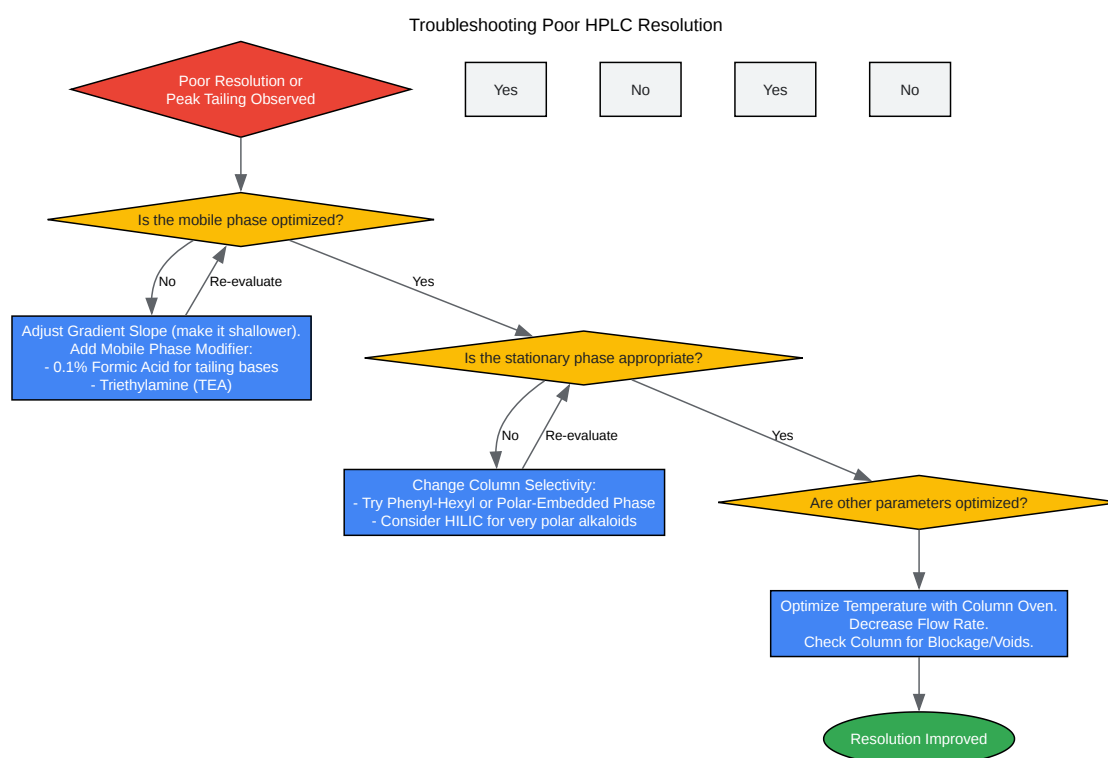 Troubleshooting Poor HPLC Resolution
Poor Resolution or
Peak Tailing Observed
Yes
No
Yes
No
Is the mobile phase optimized?
No
Re-evaluate
Yes
Adjust Gradient Slope (make it shallower).
Add Mobile Phase Modifier:
- 0.1% Formic Acid for tailing bases
- Triethylamine (TEA)
Is the stationary phase appropriate?
No
Re-evaluate
Yes
Change Column Selectivity:
- Try Phenyl-Hexyl or Polar-Embedded Phase
- Consider HILIC for very polar alkaloids
Are other parameters optimized?
Optimize Temperature with Column Oven.
Decrease Flow Rate.
Check Column for Blockage/Voids.
Resolution Improved